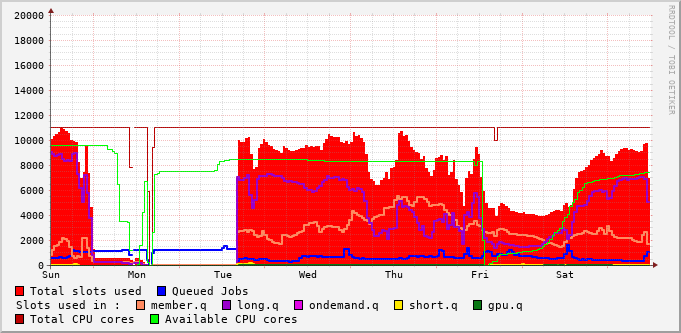 20000
18000
16000
14000
12000
10000
8000
6000
4000
2000
0
Sun Mon Tue Wed Thu Fri Sat
RRDTOOL / TOBI OETIKER
Total slots used Queued Jobs
Slots used in : member.q long.q ondemand.q short.q gpu.q
Total CPU cores Available CPU cores